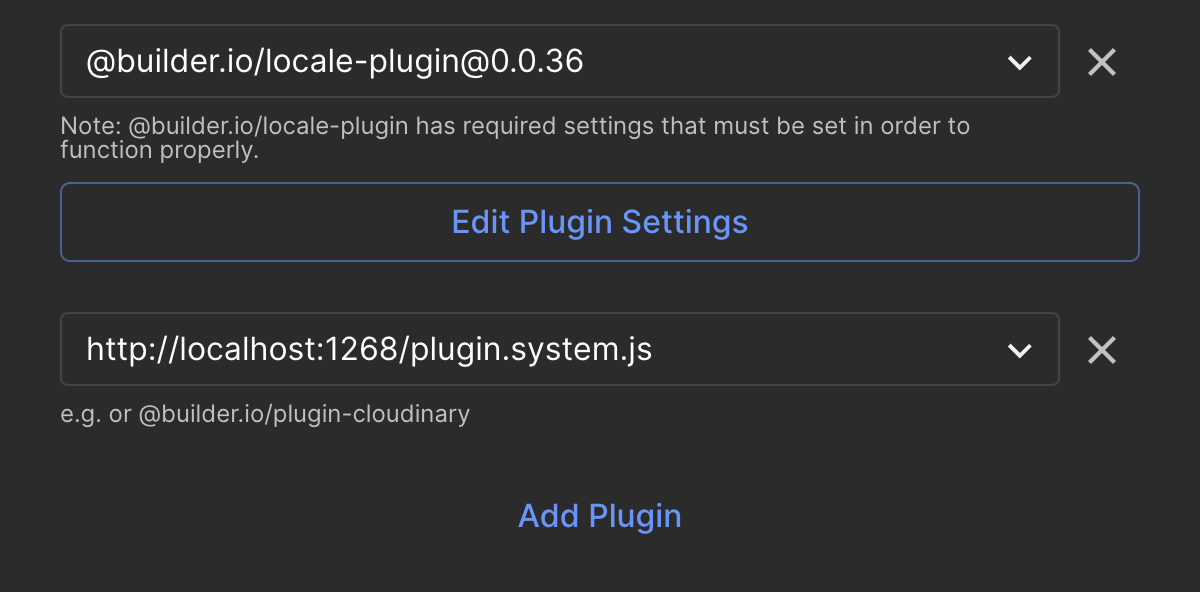 @builder.io/locale-plugin@0.0.36
Note: @builder.io/locale-plugin has required settings that must be set in order to
function properly.
Edit Plugin Settings
http://localhost:1268/plugin.system.js
e.g. or @builder.io/plugin-cloudinary
Add Plugin